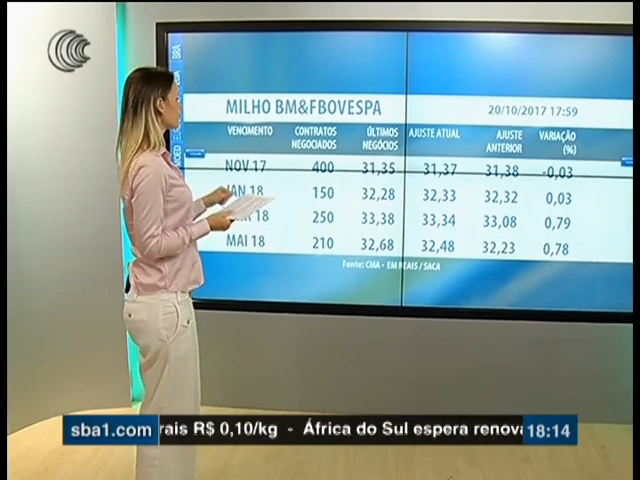 BRA
MILHO BM&FBOVESPA
20/10/2017 17:59
VENCIMENTO CONTRATOS NEGOCIADOS ÚLTIMOS NEGÓCIOS AJUSTE ATUAL AJUSTE ANTERIOR VARIAÇÃO (%)
NOV 17 400 31,35 31,37 31,38 -0,03
JAN 18 150 32,28 32,33 32,32 0,03
18 250 33,38 33,34 33,08 0,79
MAI 18 210 32,68 32,48 32,23 0,78
Fonte: CMA - EM REAIS / SACA
sba1.com rais R$ 0,10/kg - África do Sul espera renova 18:14